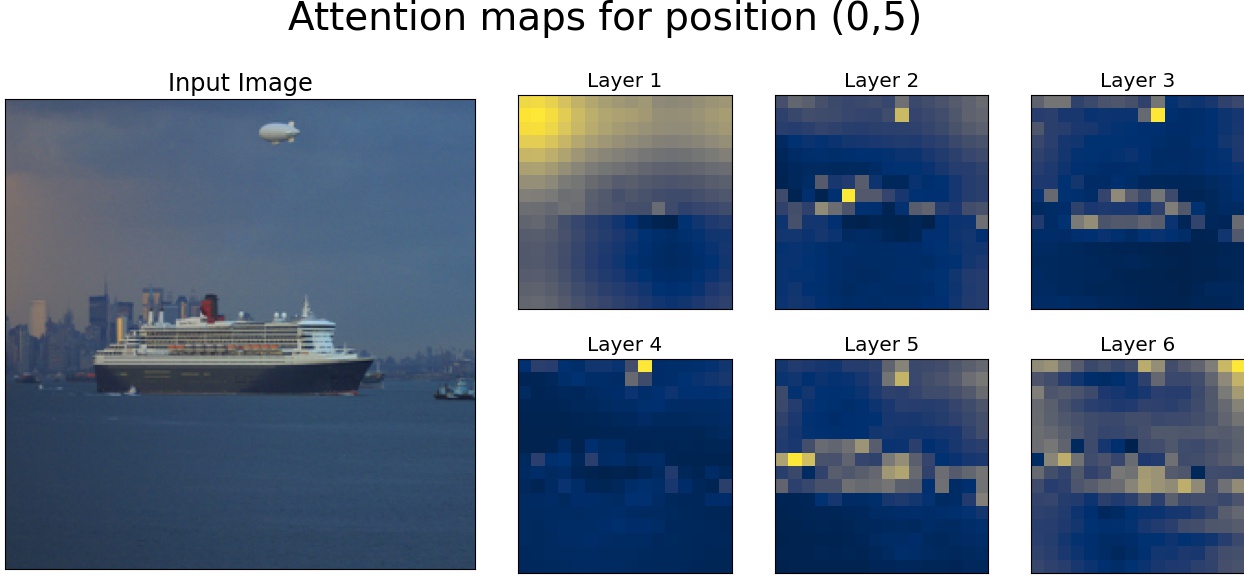 Attention maps for position (0,5)
Input Image
Layer 1
Layer 2
Layer 3
Layer 4
Layer 5
Layer 6